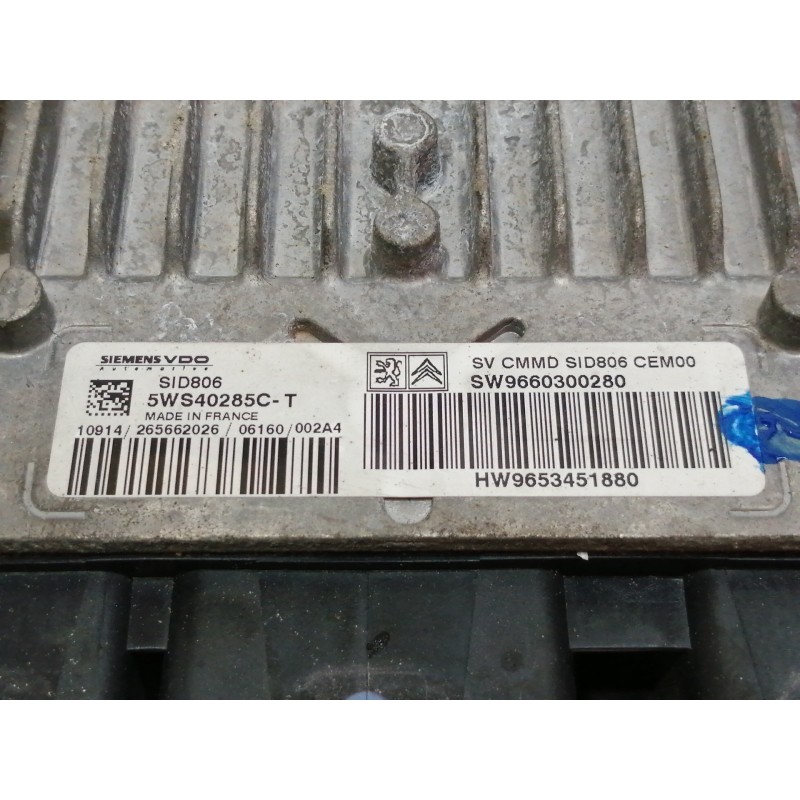 SIEMENS VDO
Automotive
SID806
5WS40285C-T
MADE IN FRANCE
10914/265662026/06160/002A4
SV CMMD SID806 CEM00
SW9660300280
HW9653451880